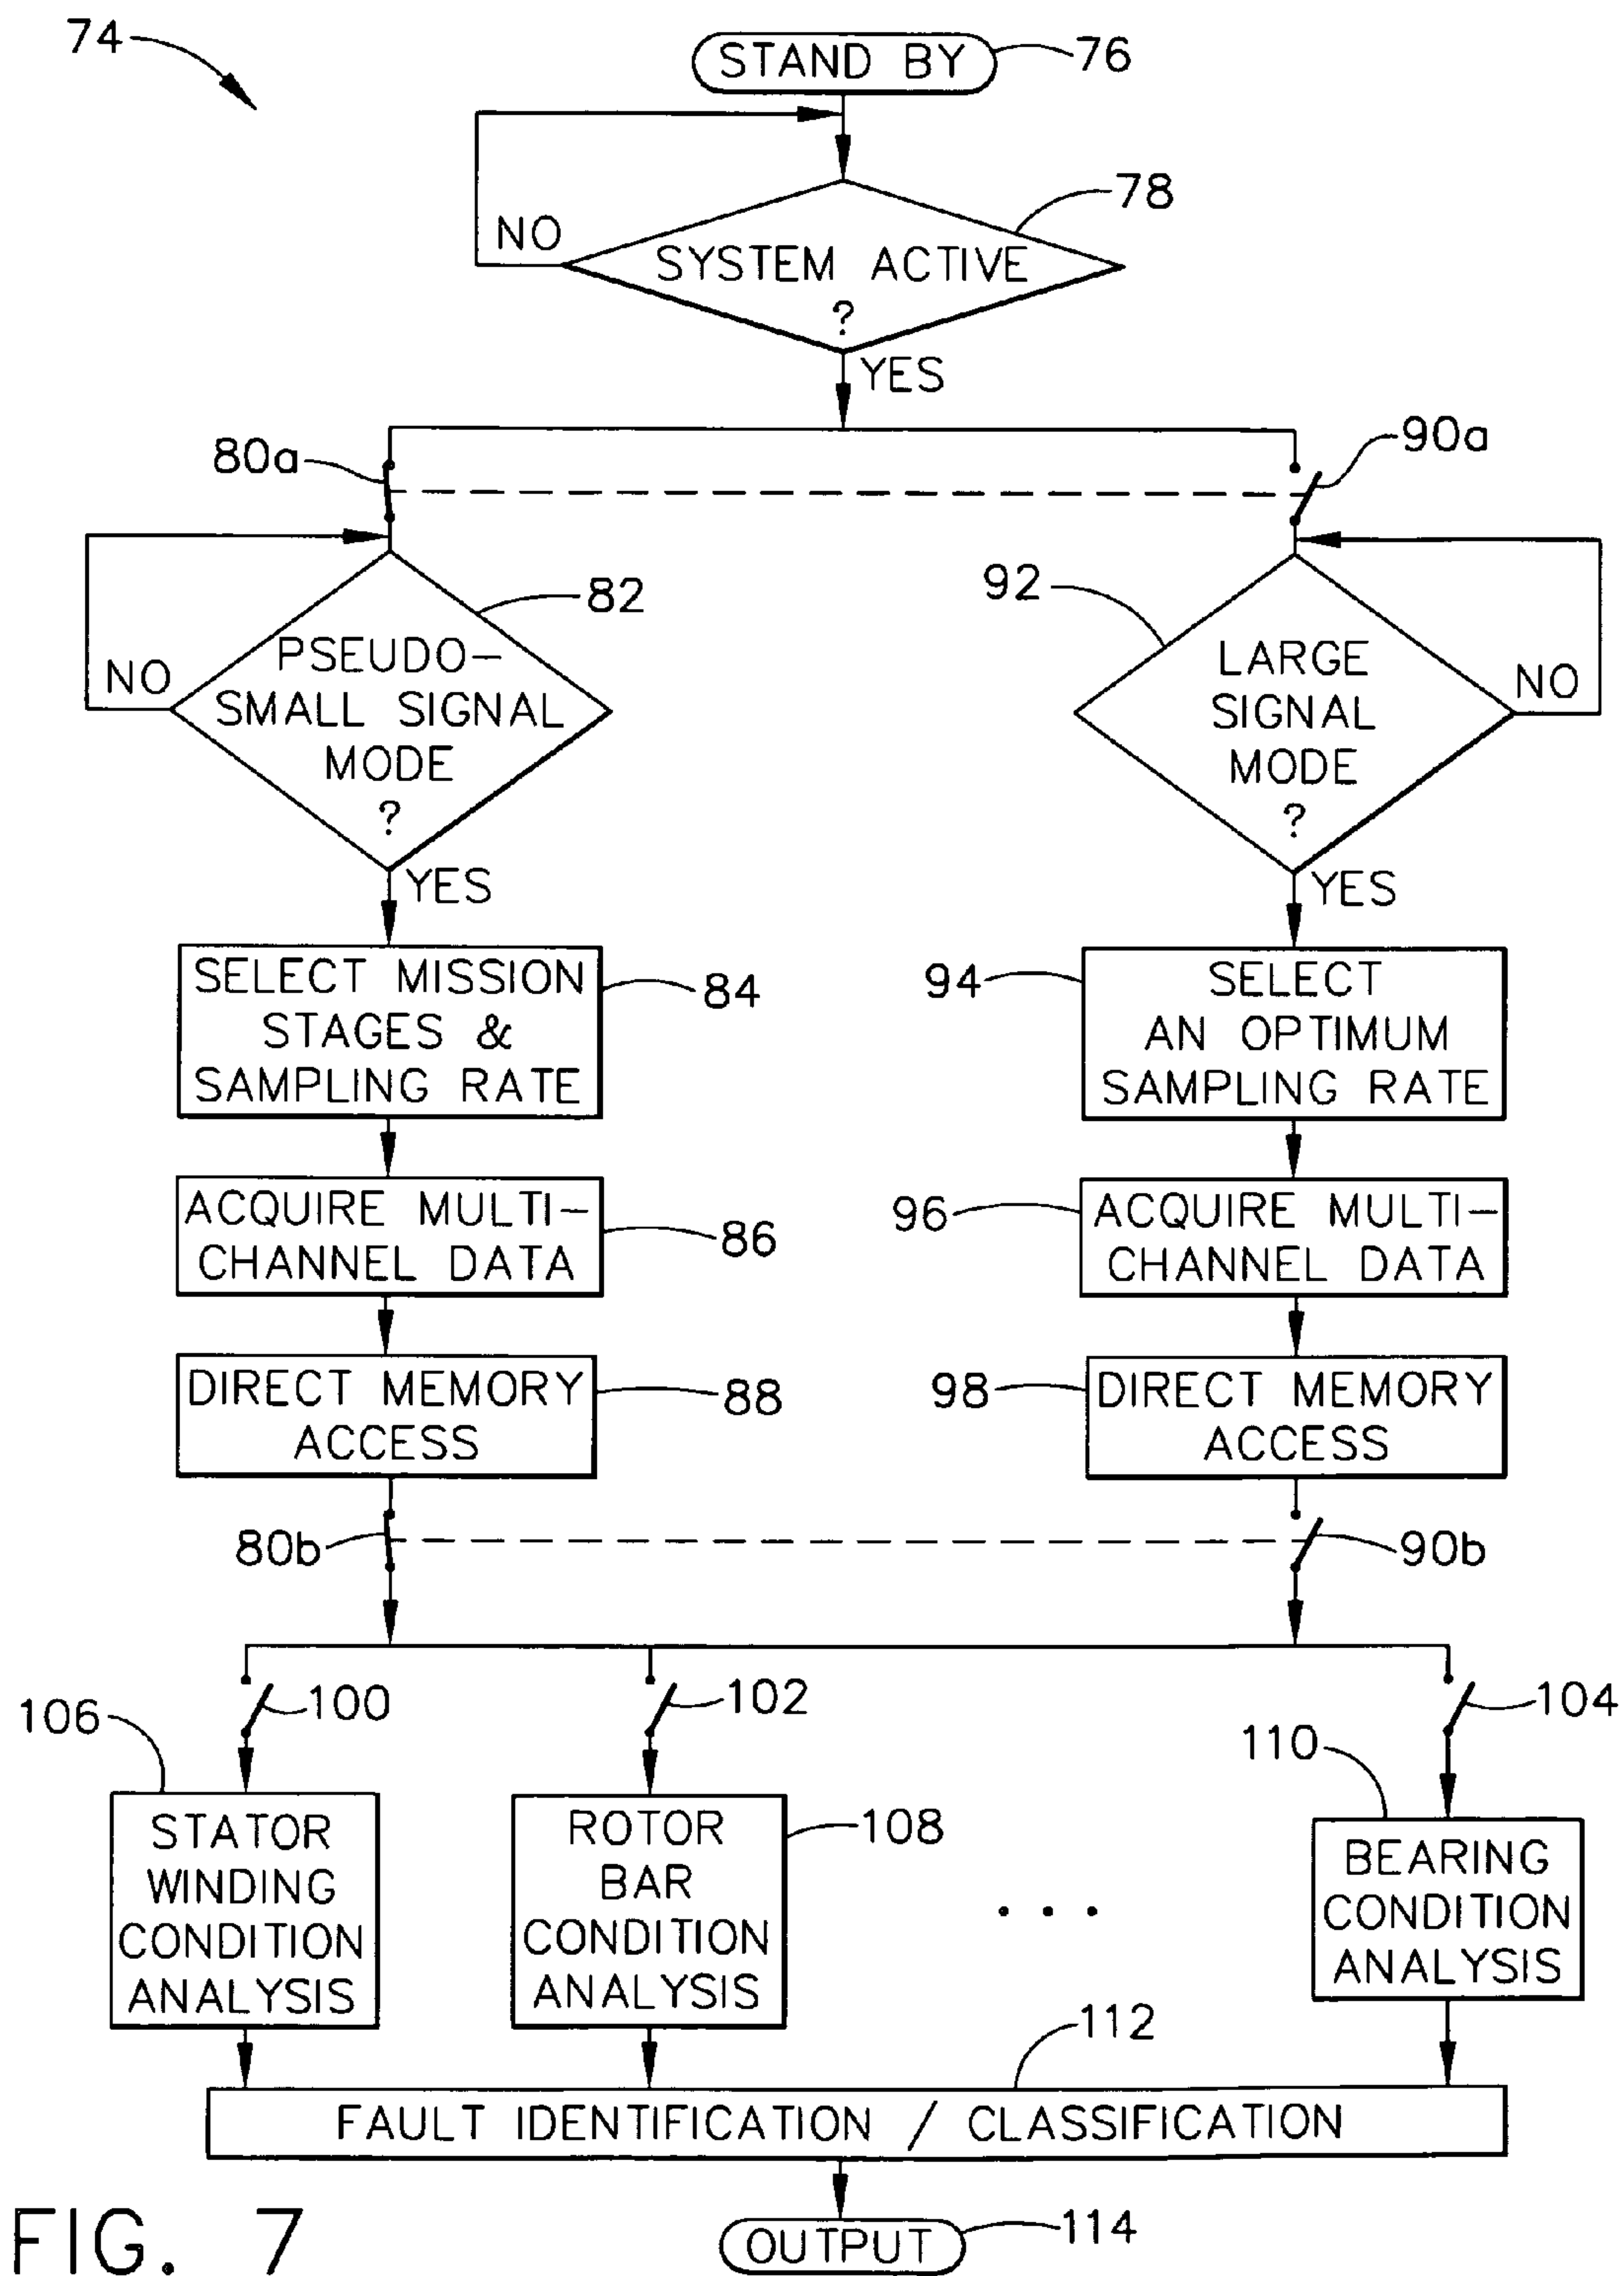 74
STAND BY
76
78
NO
SYSTEM ACTIVE
?
YES
80a
90a
82
92
PSEUDO-
SMALL SIGNAL
MODE
?
NO
LARGE
SIGNAL
MODE
?
NO
YES
YES
SELECT MISSION
STAGES &
SAMPLING RATE
84
94
SELECT
AN OPTIMUM
SAMPLING RATE
ACQUIRE MULTI-
CHANNEL DATA
86
96
ACQUIRE MULTI-
CHANNEL DATA
DIRECT MEMORY
ACCESS
88
98
DIRECT MEMORY
ACCESS
80b
90b
100
102
104
106
STATOR
WINDING
CONDITION
ANALYSIS
ROTOR
BAR
CONDITION
ANALYSIS
108
. . .
110
BEARING
CONDITION
ANALYSIS
112
FAULT IDENTIFICATION / CLASSIFICATION
OUTPUT
114
FIG. 7